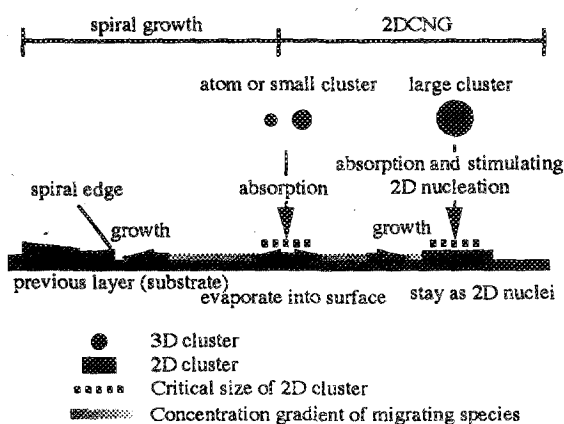 spiral growth 2DCNG
atom or small cluster large cluster
absorption and stimulating
2D nucleation
spiral edge absorption
growth growth
previous layer (substrate) evaporate into surface stay as 2D nuclei
3D cluster
2D cluster
Critical size of 2D cluster
Concentration gradient of migrating species